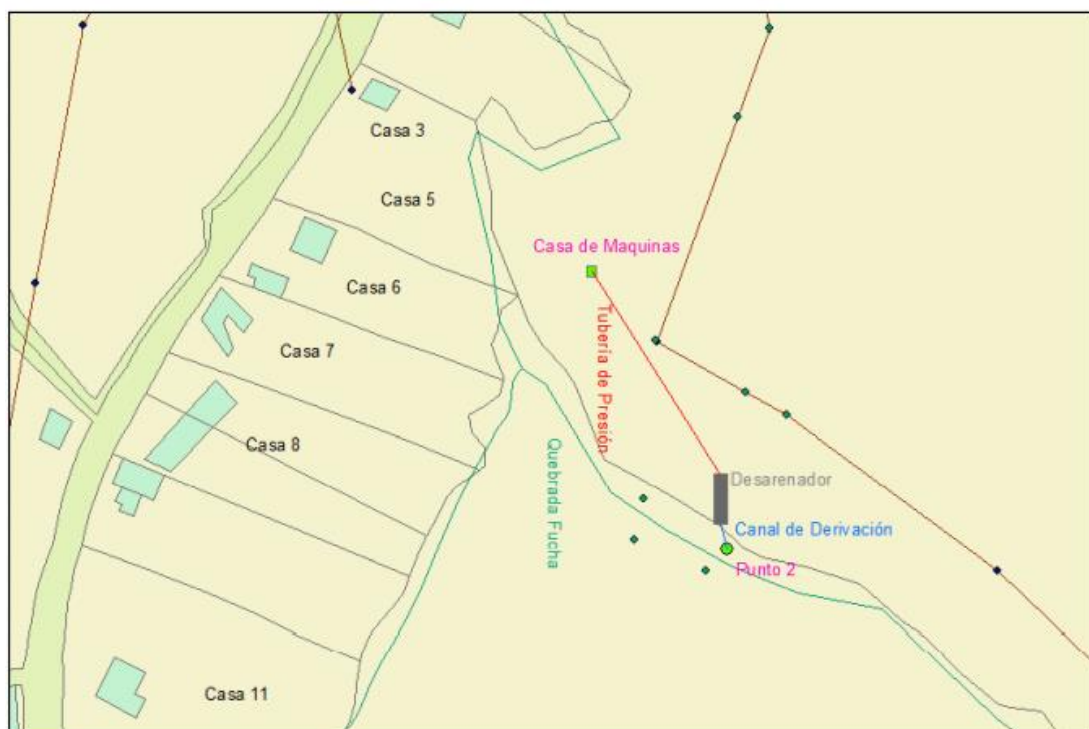 Casa 3
Casa 5
Casa de Maquinas
Casa 6
Tubería de Presión
Casa 7
Casa 8
Quebrada Fucha
Desarenador
Canal de Derivación
Punto 2
Casa 11